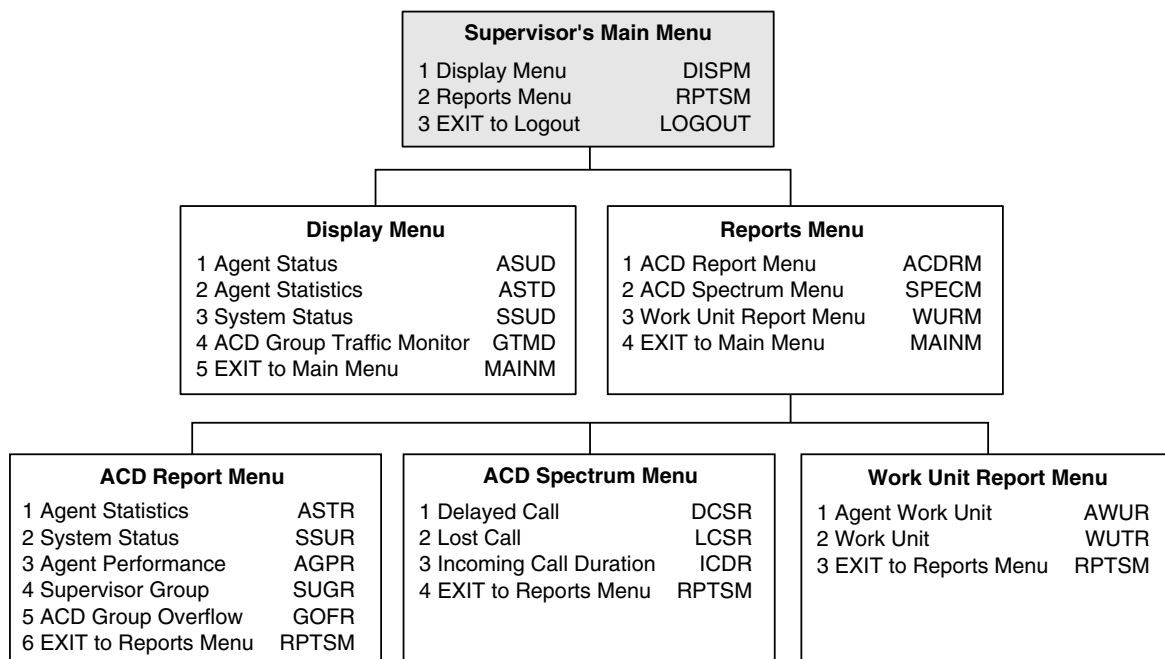 Supervisor's Main Menu
1 Display Menu DISPM
2 Reports Menu RPTSM
3 EXIT to Logout LOGOUT
Display Menu
1 Agent Status ASUD
2 Agent Statistics ASTD
3 System Status SSUD
4 ACD Group Traffic Monitor GTMD
5 EXIT to Main Menu MAINM
Reports Menu
1 ACD Report Menu ACDRM
2 ACD Spectrum Menu SPECM
3 Work Unit Report Menu WURM
4 EXIT to Main Menu MAINM
ACD Report Menu
1 Agent Statistics ASTR
2 System Status SSUR
3 Agent Performance AGPR
4 Supervisor Group SUGR
5 ACD Group Overflow GOFR
6 EXIT to Reports Menu RPTSM
ACD Spectrum Menu
1 Delayed Call DCSR
2 Lost Call LCSR
3 Incoming Call Duration ICDR
4 EXIT to Reports Menu RPTSM
Work Unit Report Menu
1 Agent Work Unit AWUR
2 Work Unit WUTR
3 EXIT to Reports Menu RPTSM